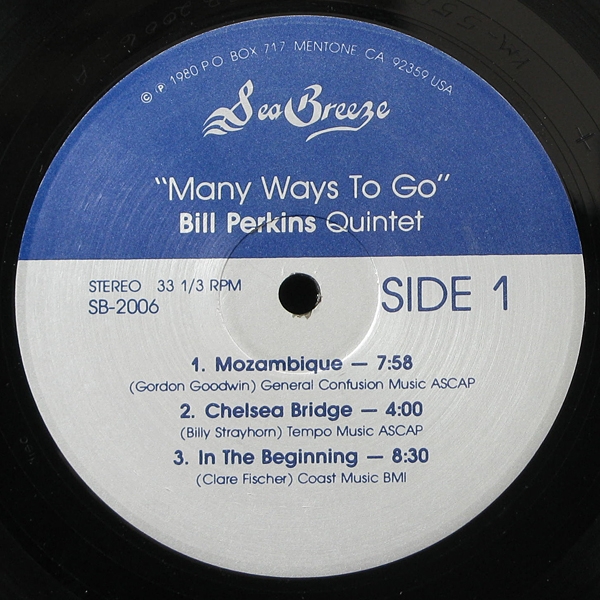 © ℗ 1980 P.O. BOX 717 MENTONE, CA. 92359 USA
Sea Breeze
"Many Ways To Go"
Bill Perkins Quintet
STEREO 33 1/3 RPM
SB-2006
SIDE 1
1. Mozambique — 7:58
(Gordon Goodwin) General Confusion Music ASCAP
2. Chelsea Bridge — 4:00
(Billy Strayhorn) Tempo Music ASCAP
3. In The Beginning — 8:30
(Clare Fischer) Coast Music BMI